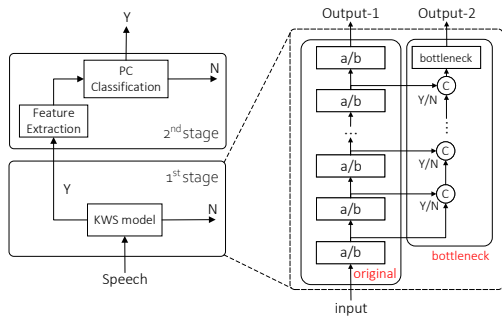 Y
PC
Classification
N
Feature
Extraction
2nd stage
Y
1st stage
KWS model
N
Speech
Output-1
Output-2
a/b
bottleneck
C
Y/N
a/b
...
...
a/b
C
Y/N
a/b
C
Y/N
a/b
original
bottleneck
input